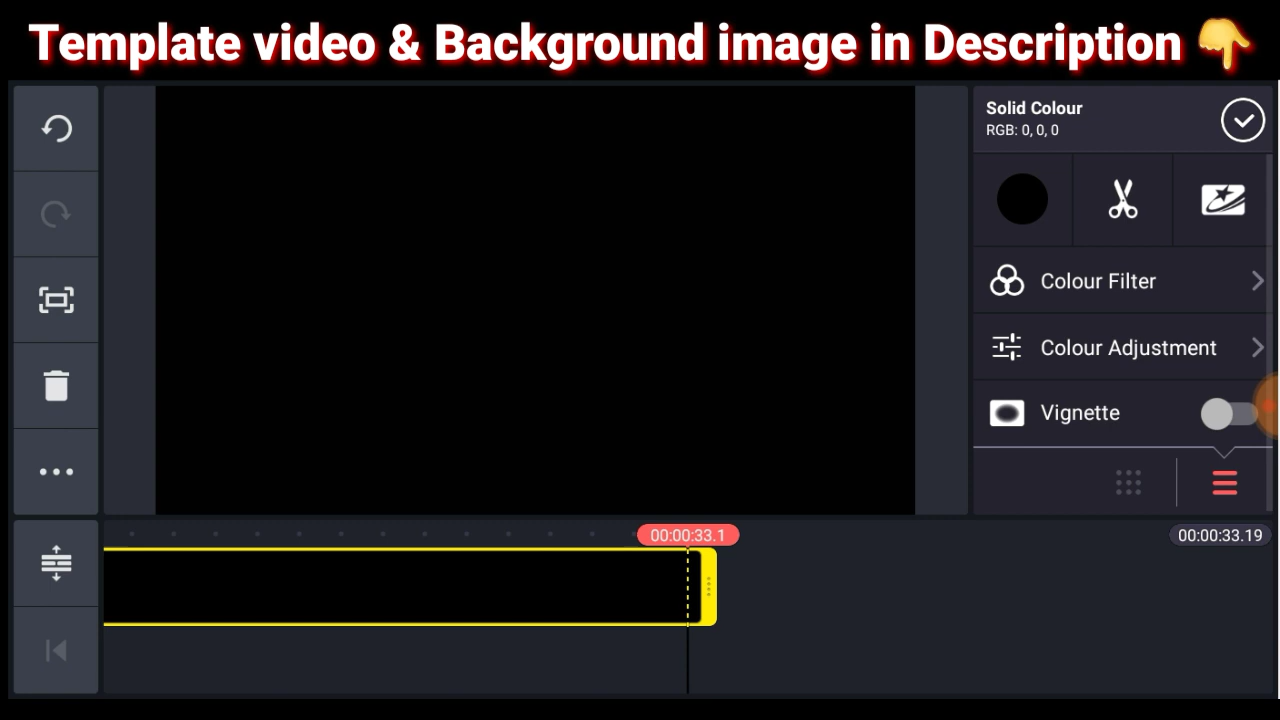 Template video & Background image in Description 👇
Solid Colour
RGB: 0, 0, 0
Colour Filter
Colour Adjustment
Vignette
00:00:33.1
00:00:33.19